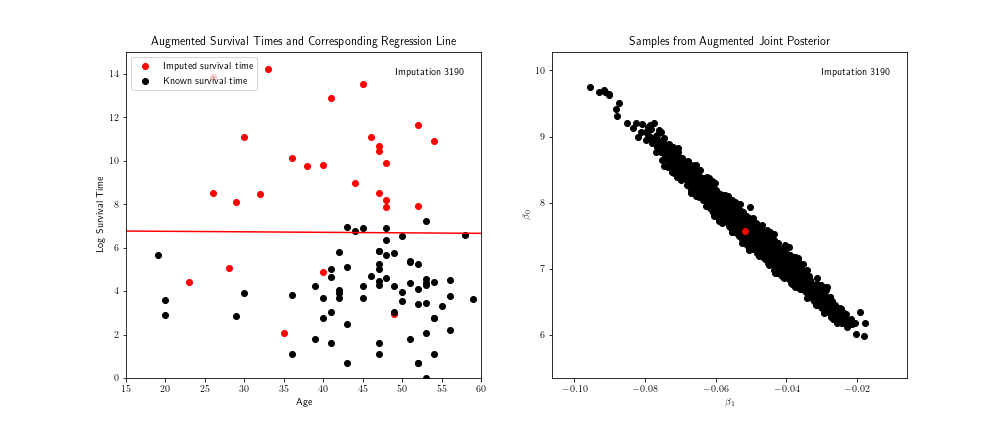 Augmented Survival Times and Corresponding Regression Line
Imputed survival time
Known survival time
Imputation 3190
14
12
10
8
6
4
2
0
Log Survival Time
15 20 25 30 35 40 45 50 55 60
Age
Samples from Augmented Joint Posterior
Imputation 3190
10
9
8
7
6
β₀
−0.10 −0.08 −0.06 −0.04 −0.02
β₁